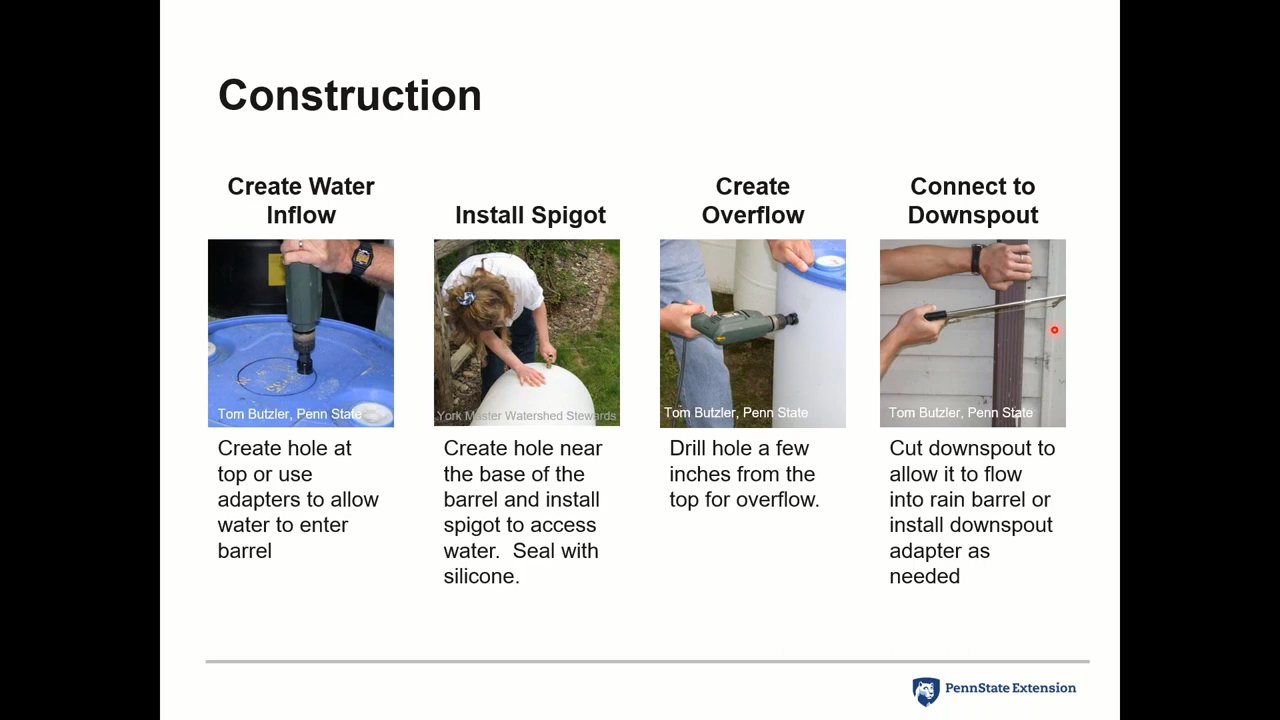 Construction
Create Water
Inflow
Tom Butzler, Penn State
Create hole at
top or use
adapters to allow
water to enter
barrel
Install Spigot
York Master Watershed Stewards
Create hole near
the base of the
barrel and install
spigot to access
water.  Seal with
silicone.
Create
Overflow
Tom Butzler, Penn State
Drill hole a few
inches from the
top for overflow.
Connect to
Downspout
Tom Butzler, Penn State
Cut downspout to
allow it to flow
into rain barrel or
install downspout
adapter as
needed
PennState Extension